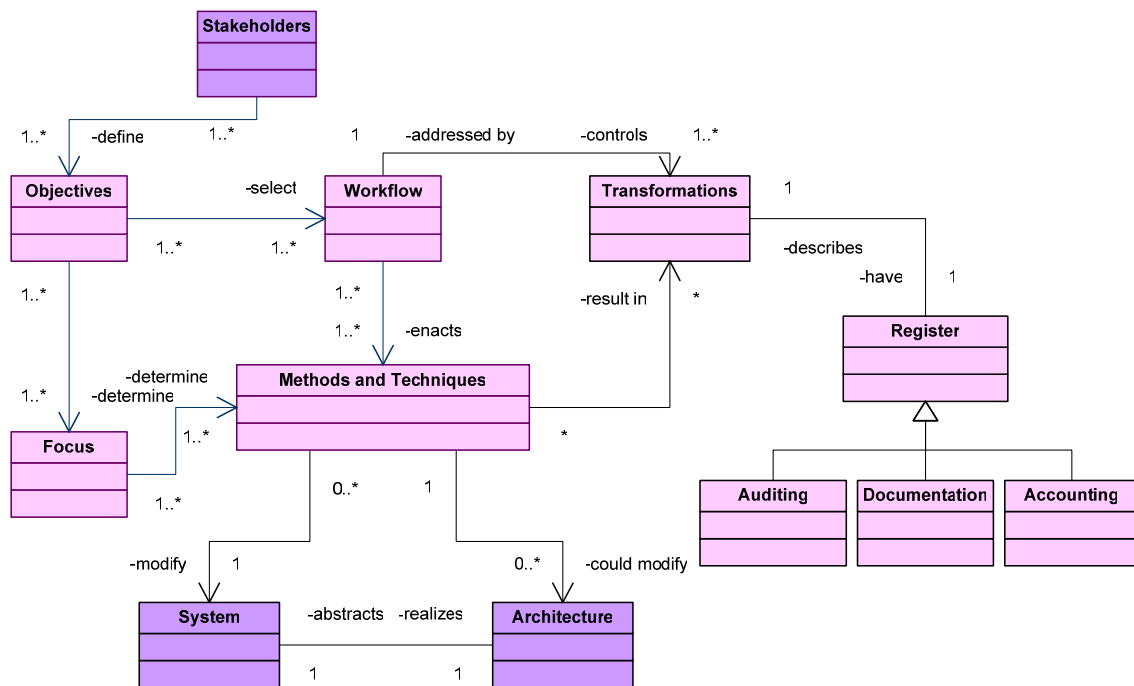 Stakeholders
1..*
-define
1..*
1
-addressed by
-controls
1..*
Objectives
-select
Workflow
Transformations
1
1..*
1..*
-describes
-have
1
1..*
1..*
-result in
*
1..*
-enacts
Register
1..*
-determine
-determine
Methods and Techniques
1..*
*
Focus
1..*
0..*
1
Auditing
Documentation
Accounting
-modify
1
0..*
-could modify
System
-abstracts
-realizes
Architecture
1
1